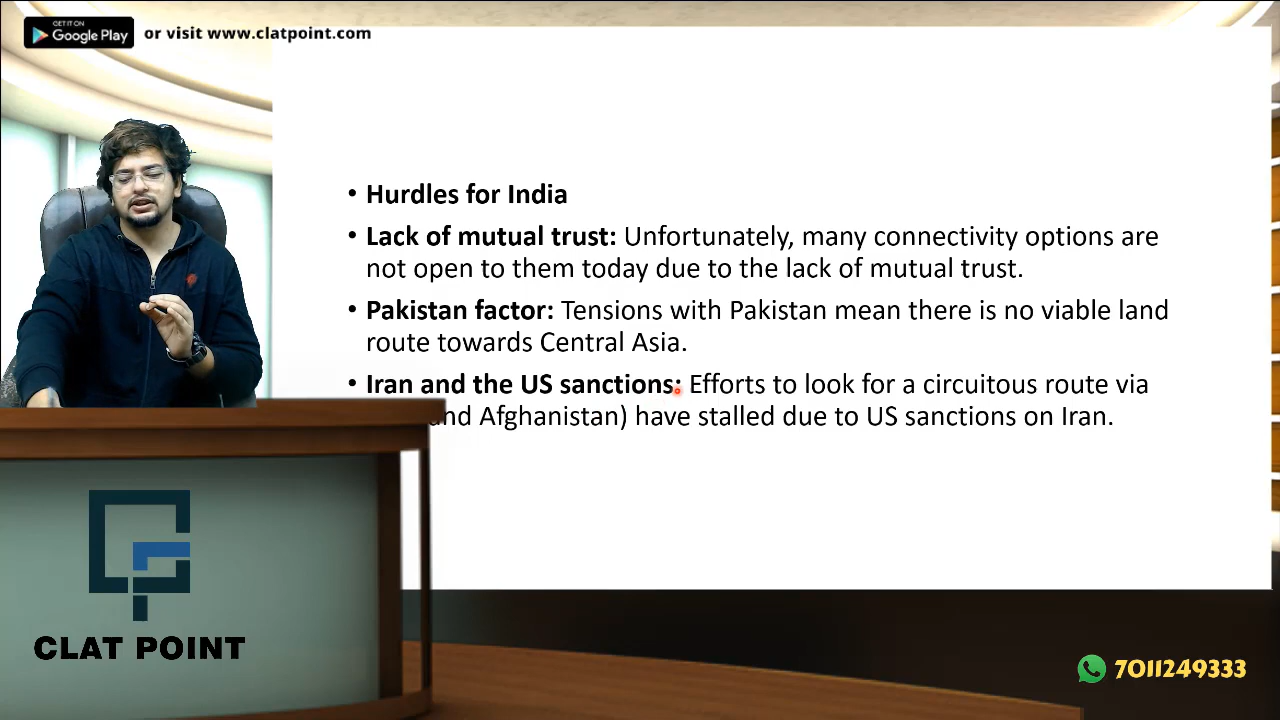 GET IT ON
Google Play
or visit www.clatpoint.com
• Hurdles for India
• Lack of mutual trust: Unfortunately, many connectivity options are
not open to them today due to the lack of mutual trust.
• Pakistan factor: Tensions with Pakistan mean there is no viable land
route towards Central Asia.
• Iran and the US sanctions: Efforts to look for a circuitous route via
Afghanistan) have stalled due to US sanctions on Iran.
CLAT POINT
7011249333